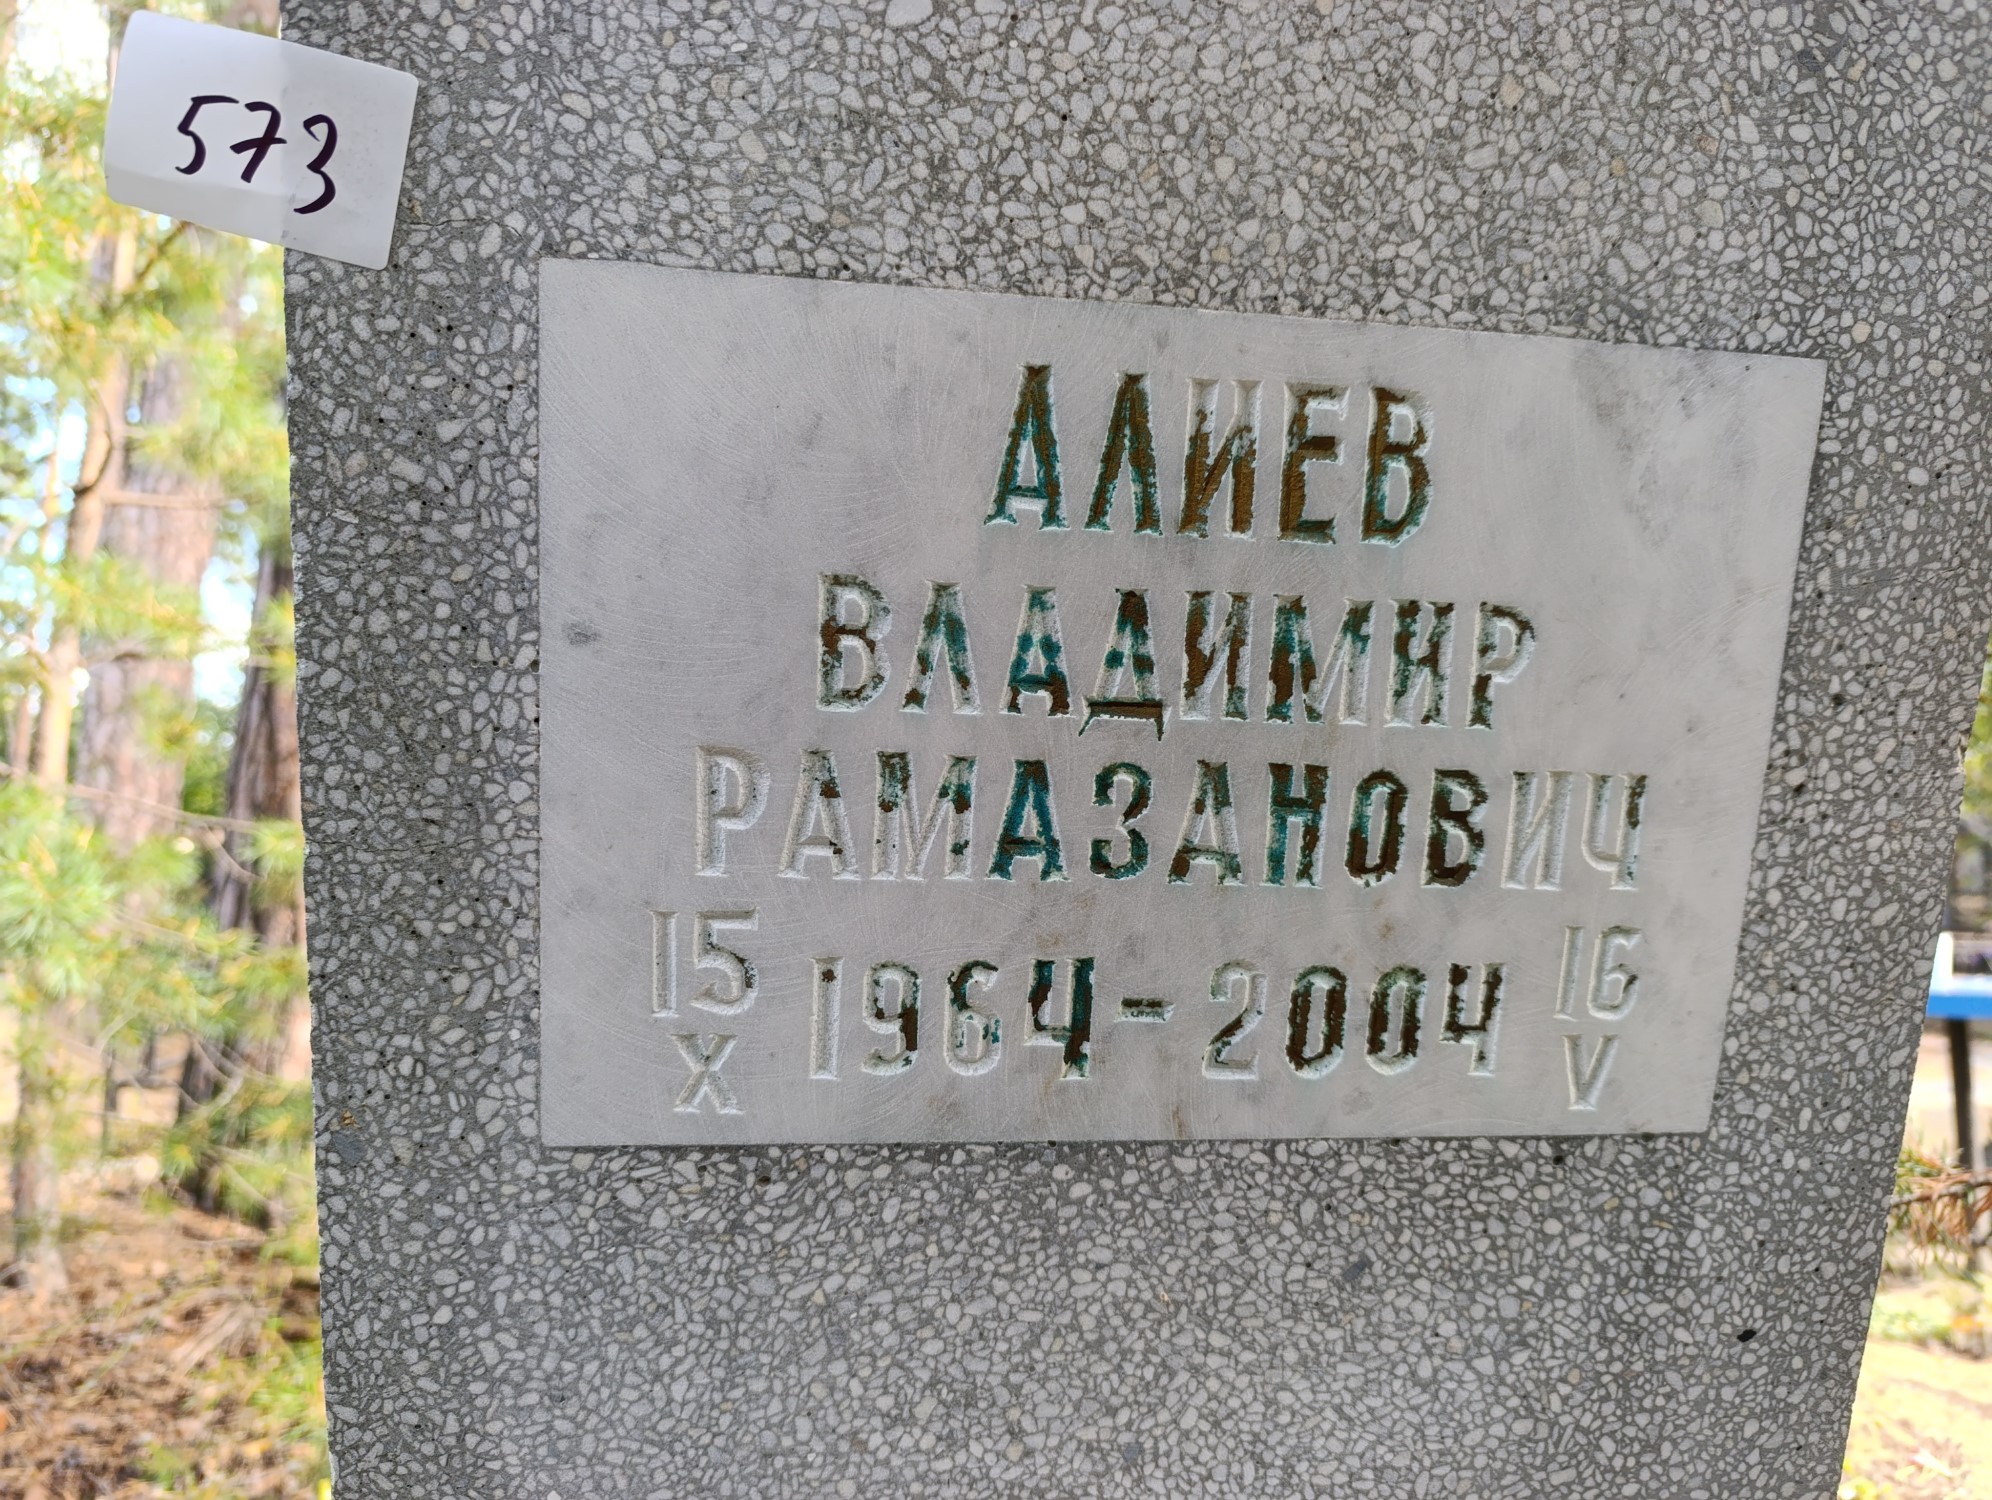 573
АЛИЕВ
ВЛАДИМИР
РАМАЗАНОВИЧ
15 16
1964-2004
X V